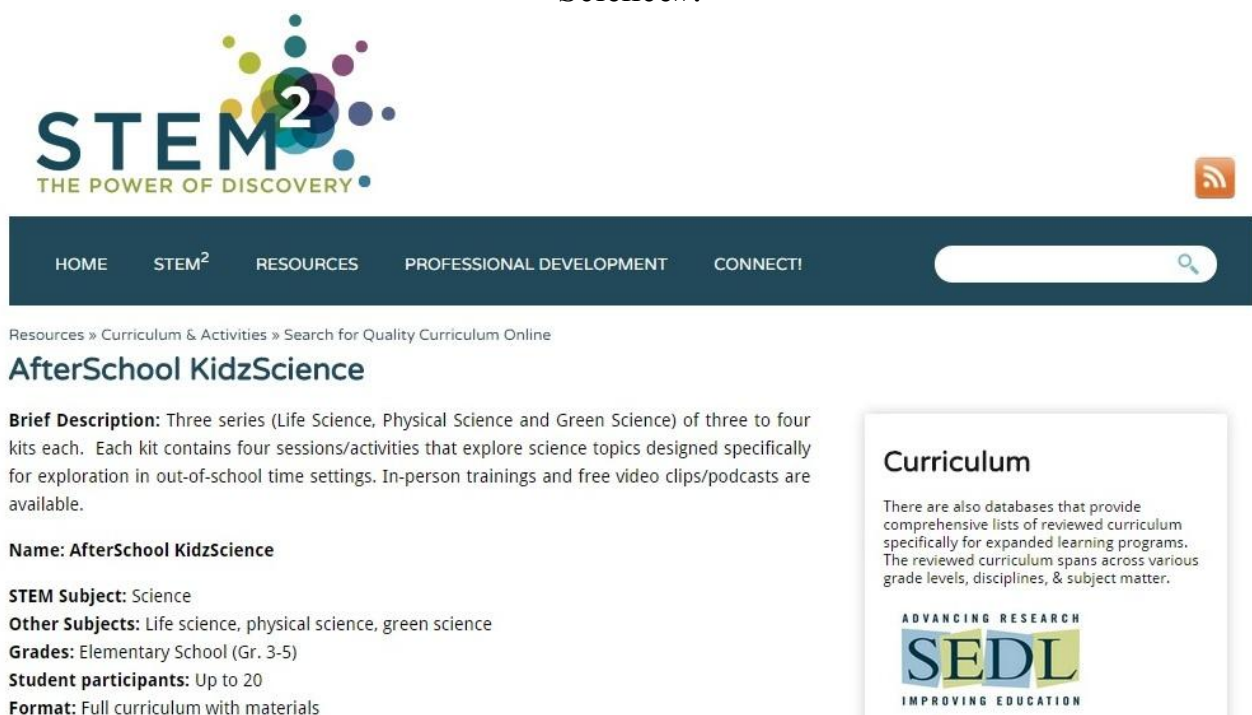 STEM²
THE POWER OF DISCOVERY
HOME STEM² RESOURCES PROFESSIONAL DEVELOPMENT CONNECT!
Resources » Curriculum & Activities » Search for Quality Curriculum Online
AfterSchool KidzScience
Brief Description: Three series (Life Science, Physical Science and Green Science) of three to four
kits each. Each kit contains four sessions/activities that explore science topics designed specifically
for exploration in out-of-school time settings. In-person trainings and free video clips/podcasts are
available.
Name: AfterSchool KidzScience
STEM Subject: Science
Other Subjects: Life science, physical science, green science
Grades: Elementary School (Gr. 3-5)
Student participants: Up to 20
Format: Full curriculum with materials
Curriculum
There are also databases that provide
comprehensive lists of reviewed curriculum
specifically for expanded learning programs.
The reviewed curriculum spans across various
grade levels, disciplines, & subject matter.
ADVANCING RESEARCH
SEDL
IMPROVING EDUCATION